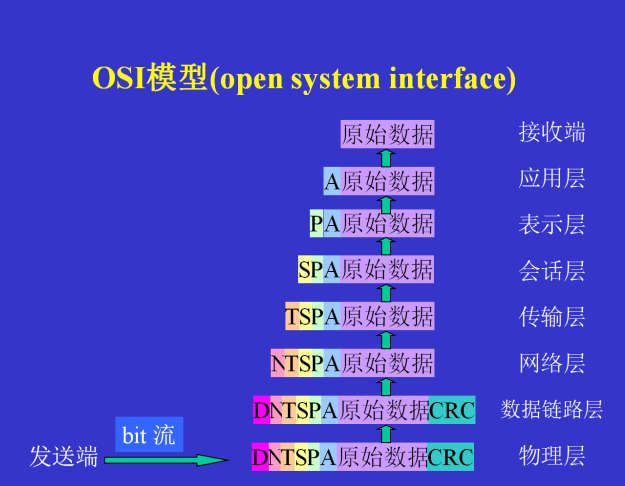 OSI模型(open system interface)
原始数据 接收端
A原始数据 应用层
PA原始数据 表示层
SPA原始数据 会话层
TSPA原始数据 传输层
NTSPA原始数据 网络层
DNTSPA原始数据CRC 数据链路层
bit 流
发送端 DNTSPA原始数据CRC 物理层